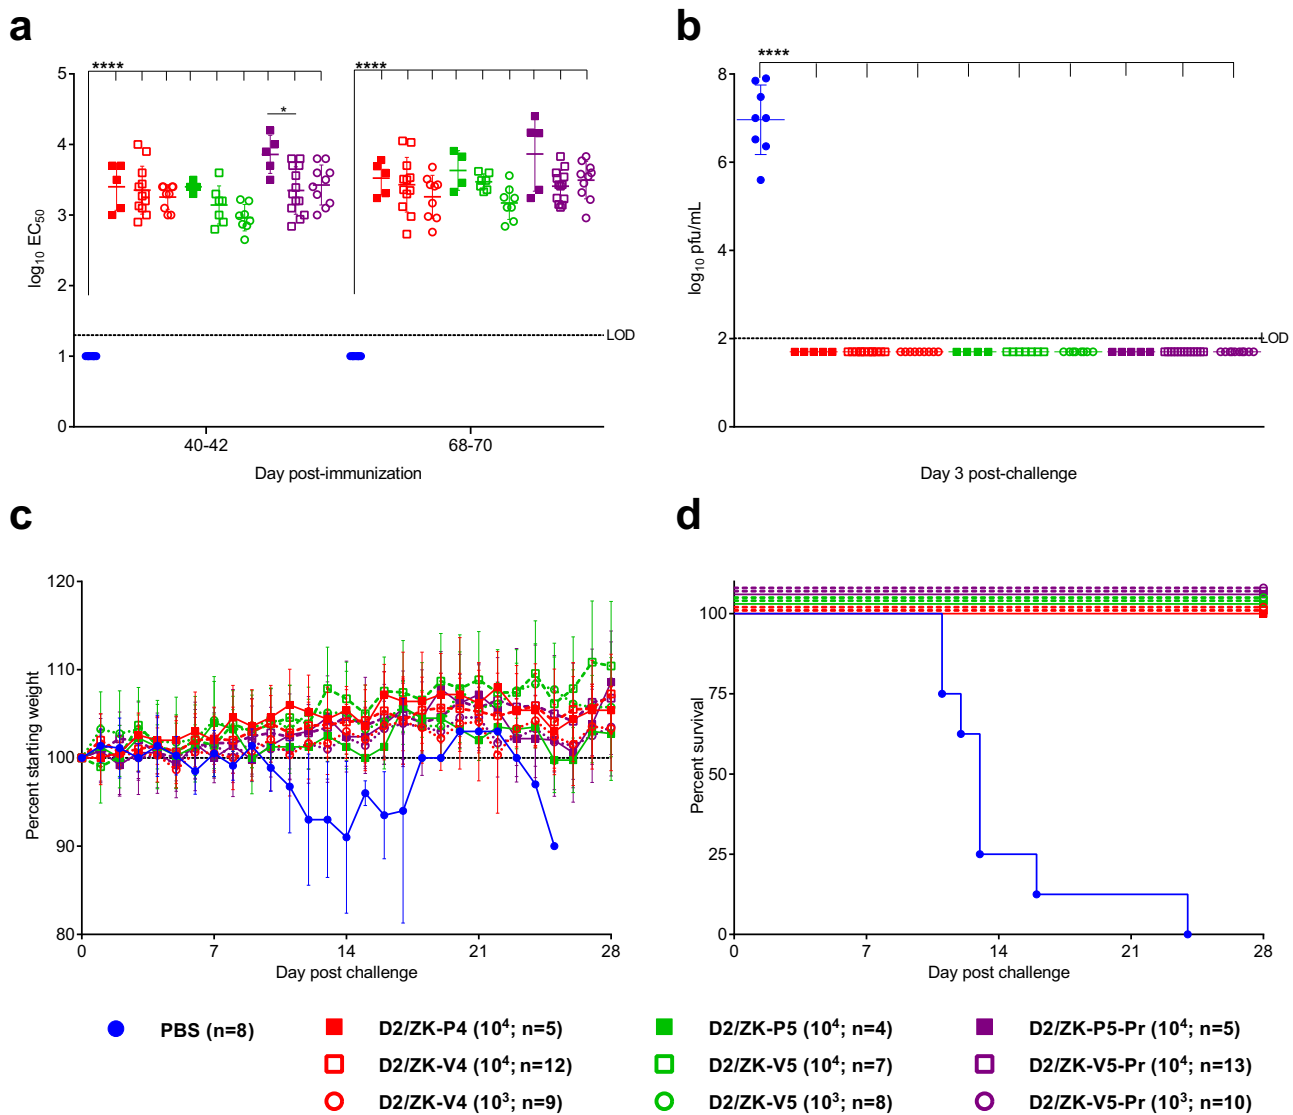 a
b
****
****
*
5
4
3
2
1
0
log10 EC50
LOD
40-42
68-70
Day post-immunization
****
8
6
4
2
0
log10 pfu/mL
LOD
Day 3 post-challenge
c
d
120
110
100
90
80
Percent starting weight
0 7 14 21 28
Day post challenge
100
75
50
25
0
Percent survival
0 7 14 21 28
Day post challenge
PBS (n=8)
D2/ZK-P4 (10⁴; n=5)
D2/ZK-P5 (10⁴; n=4)
D2/ZK-P5-Pr (10⁴; n=5)
D2/ZK-V4 (10⁴; n=12)
D2/ZK-V5 (10⁴; n=7)
D2/ZK-V5-Pr (10⁴; n=13)
D2/ZK-V4 (10³; n=9)
D2/ZK-V5 (10³; n=8)
D2/ZK-V5-Pr (10³; n=10)